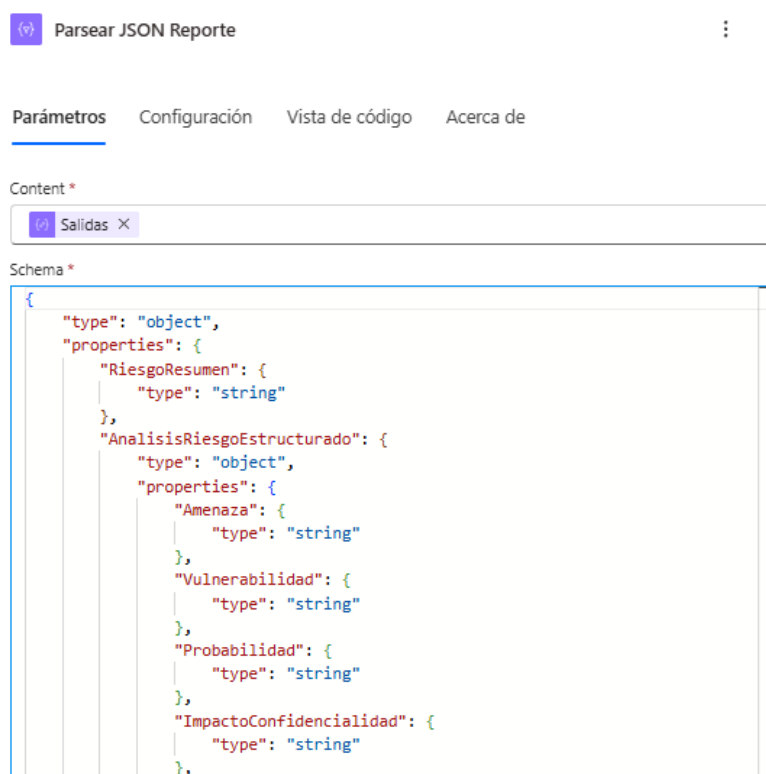 Parsear JSON Reporte
Parámetros Configuración Vista de código Acerca de
Content *
Salidas ×
Schema *
{
    "type": "object",
    "properties": {
        "RiesgoResumen": {
            "type": "string"
        },
        "AnalisisRiesgoEstructurado": {
            "type": "object",
            "properties": {
                "Amenaza": {
                    "type": "string"
                },
                "Vulnerabilidad": {
                    "type": "string"
                },
                "Probabilidad": {
                    "type": "string"
                },
                "ImpactoConfidencialidad": {
                    "type": "string"
                },